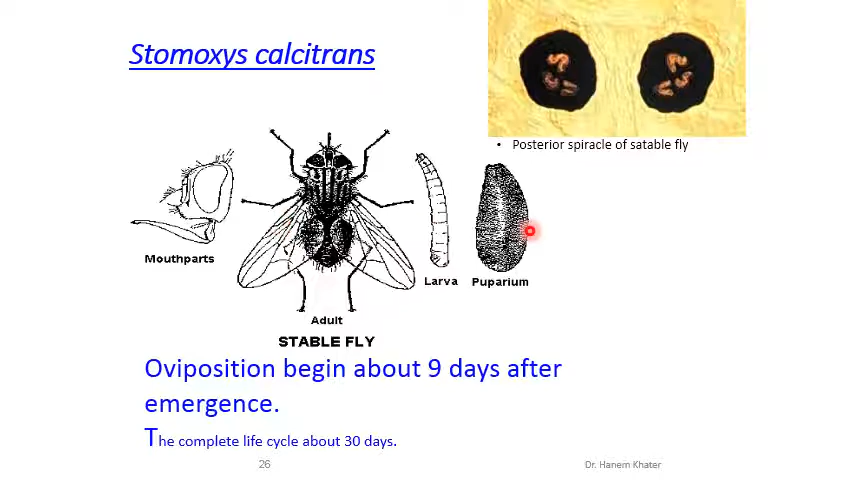 Stomoxys calcitrans
• Posterior spiracle of satable fly
Mouthparts
Larva
Puparium
Adult
STABLE FLY
Oviposition begin about 9 days after
emergence.
The complete life cycle about 30 days.
26
Dr. Hanem Khater